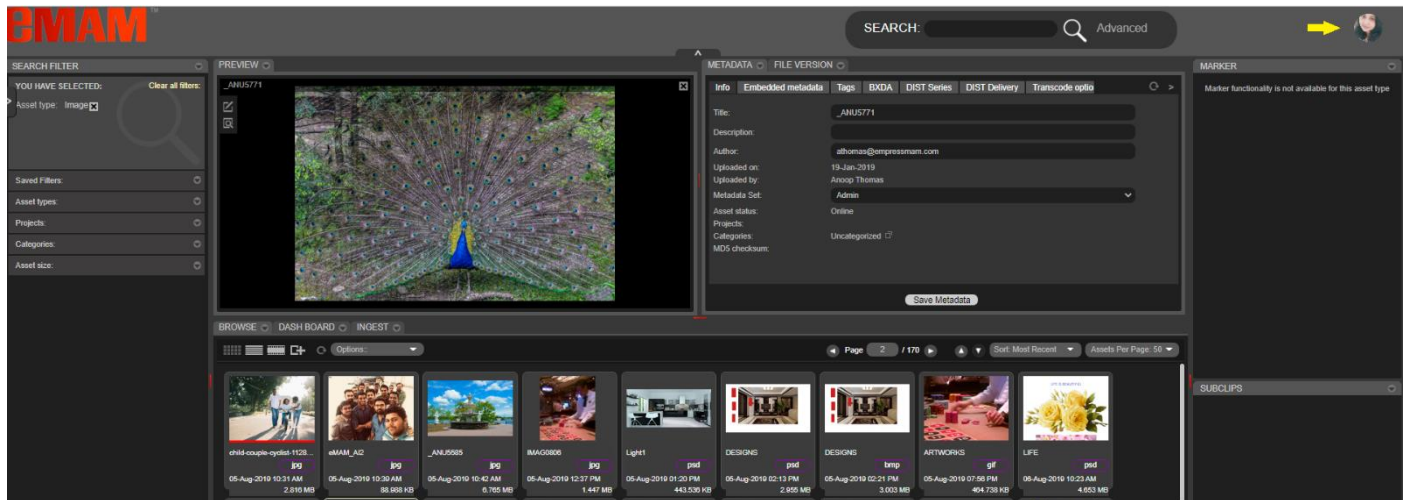 eMAM™
SEARCH:
Advanced
SEARCH FILTER
YOU HAVE SELECTED:
Clear all filters:
Asset type: Image
Saved Filters:
Asset types:
Projects:
Categories:
Asset size:
PREVIEW
_ANU5771
METADATA
FILE VERSION
Info
Embedded metadata
Tags
BXDA
DIST Series
DIST Delivery
Transcode optio
Title:
_ANU5771
Description:
Author:
athomas@empressmam.com
Uploaded on:
19-Jan-2019
Uploaded by:
Anoop Thomas
Metadata Set:
Admin
Asset status:
Online
Projects:
Categories:
Uncategorized
MD5 checksum:
Save Metadata
MARKER
Marker functionality is not available for this asset type
SUBCLIPS
BROWSE
DASH BOARD
INGEST
Options:
Page 2 / 170
Sort: Most Recent
Assets Per Page: 50
child-couple-cyclist-1128...
jpg
05-Aug-2019 10:31 AM
2.816 MB
eMAM_AI2
jpg
05-Aug-2019 10:39 AM
88.988 KB
_ANU5585
jpg
05-Aug-2019 10:42 AM
6.765 MB
IMAG0806
jpg
05-Aug-2019 12:37 PM
1.447 MB
Light1
psd
05-Aug-2019 01:20 PM
443.536 KB
DESIGNS
psd
05-Aug-2019 02:13 PM
2.955 MB
DESIGNS
bmp
05-Aug-2019 02:21 PM
3.003 MB
ARTWORKS
gif
05-Aug-2019 07:56 PM
464.738 KB
LIFE
psd
06-Aug-2019 10:23 AM
4.653 MB